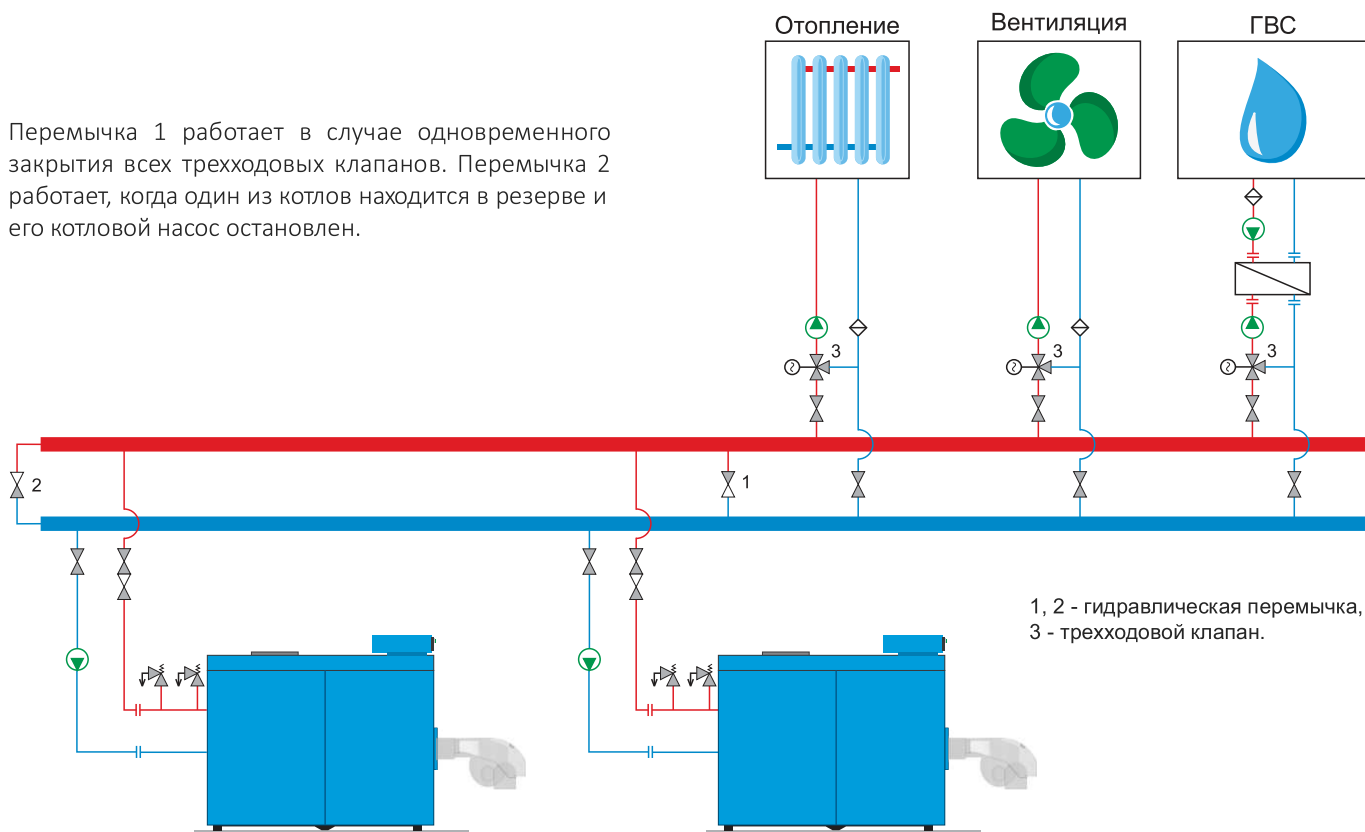 Отопление
Вентиляция
ГВС
Перемычка 1 работает в случае одновременного
закрытия всех трехходовых клапанов. Перемычка 2
работает, когда один из котлов находится в резерве и
его котловой насос остановлен.
3
3
3
2
1
1, 2 - гидравлическая перемычка,
3 - трехходовой клапан.